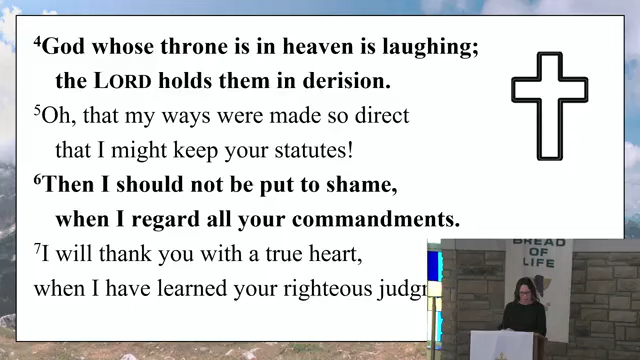 4God whose throne is in heaven is laughing;
the LORD holds them in derision.
5Oh, that my ways were made so direct
that I might keep your statutes!
6Then I should not be put to shame,
when I regard all your commandments.
7I will thank you with a true heart,
when I have learned your righteous
BREAD
OF
LIFE